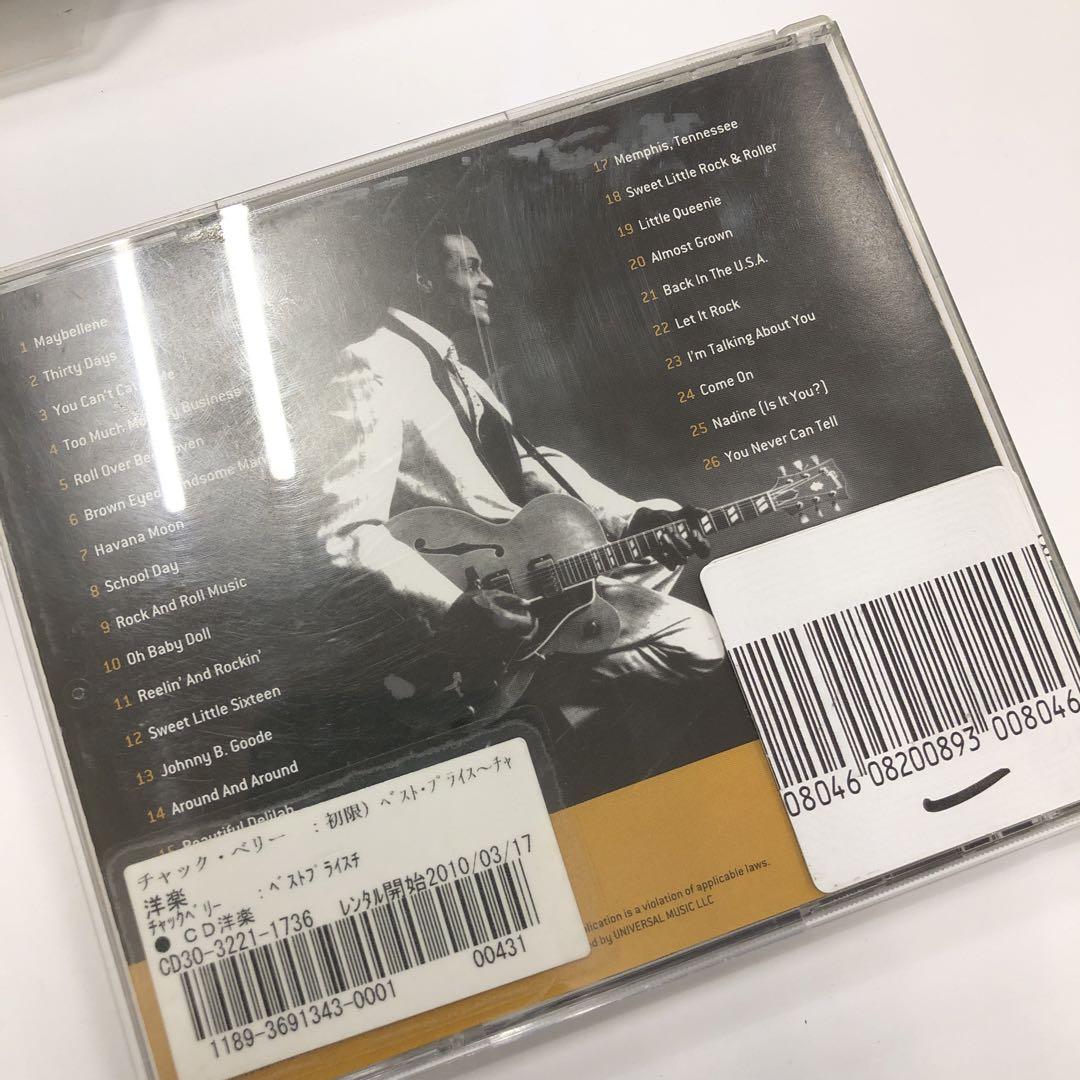 1 Maybellene
2 Thirty Days
3 You Can't
4 Too Much Business
5 Roll Over
6 Brown Eyed Man
7 Havana Moon
8 School Day
9 Rock And Roll Music
10 Oh Baby Doll
11 Reelin' And Rockin'
12 Sweet Little Sixteen
13 Johnny B. Goode
14 Around And Around
15 Beautiful Delilah
17 Memphis, Tennessee
18 Sweet Little Rock & Roller
19 Little Queenie
20 Almost Grown
21 Back In The U.S.A.
22 Let It Rock
23 I'm Talking About You
24 Come On
25 Nadine (Is It You?)
26 You Never Can Tell
チャック・ベリー :初限)ベスト・プライス〜チャ
洋楽 :ベストプライスチ
チャックベリー
●CD洋楽
CD30-3221-1736 レンタル開始2010/03/17
00431
1189-3691343-0001
08046 08200893 008046
is a violation of applicable laws.
by UNIVERSAL MUSIC LLC